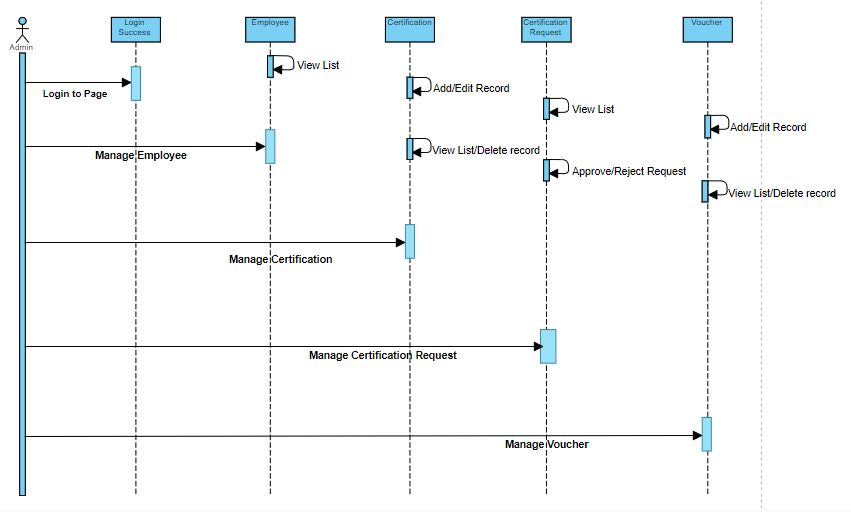 Admin
Login
Success
Employee
Certification
Certification
Request
Voucher
View List
Add/Edit Record
Login to Page
View List
Add/Edit Record
Manage Employee
View List/Delete record
Approve/Reject Request
View List/Delete record
Manage Certification
Manage Certification Request
Manage Voucher